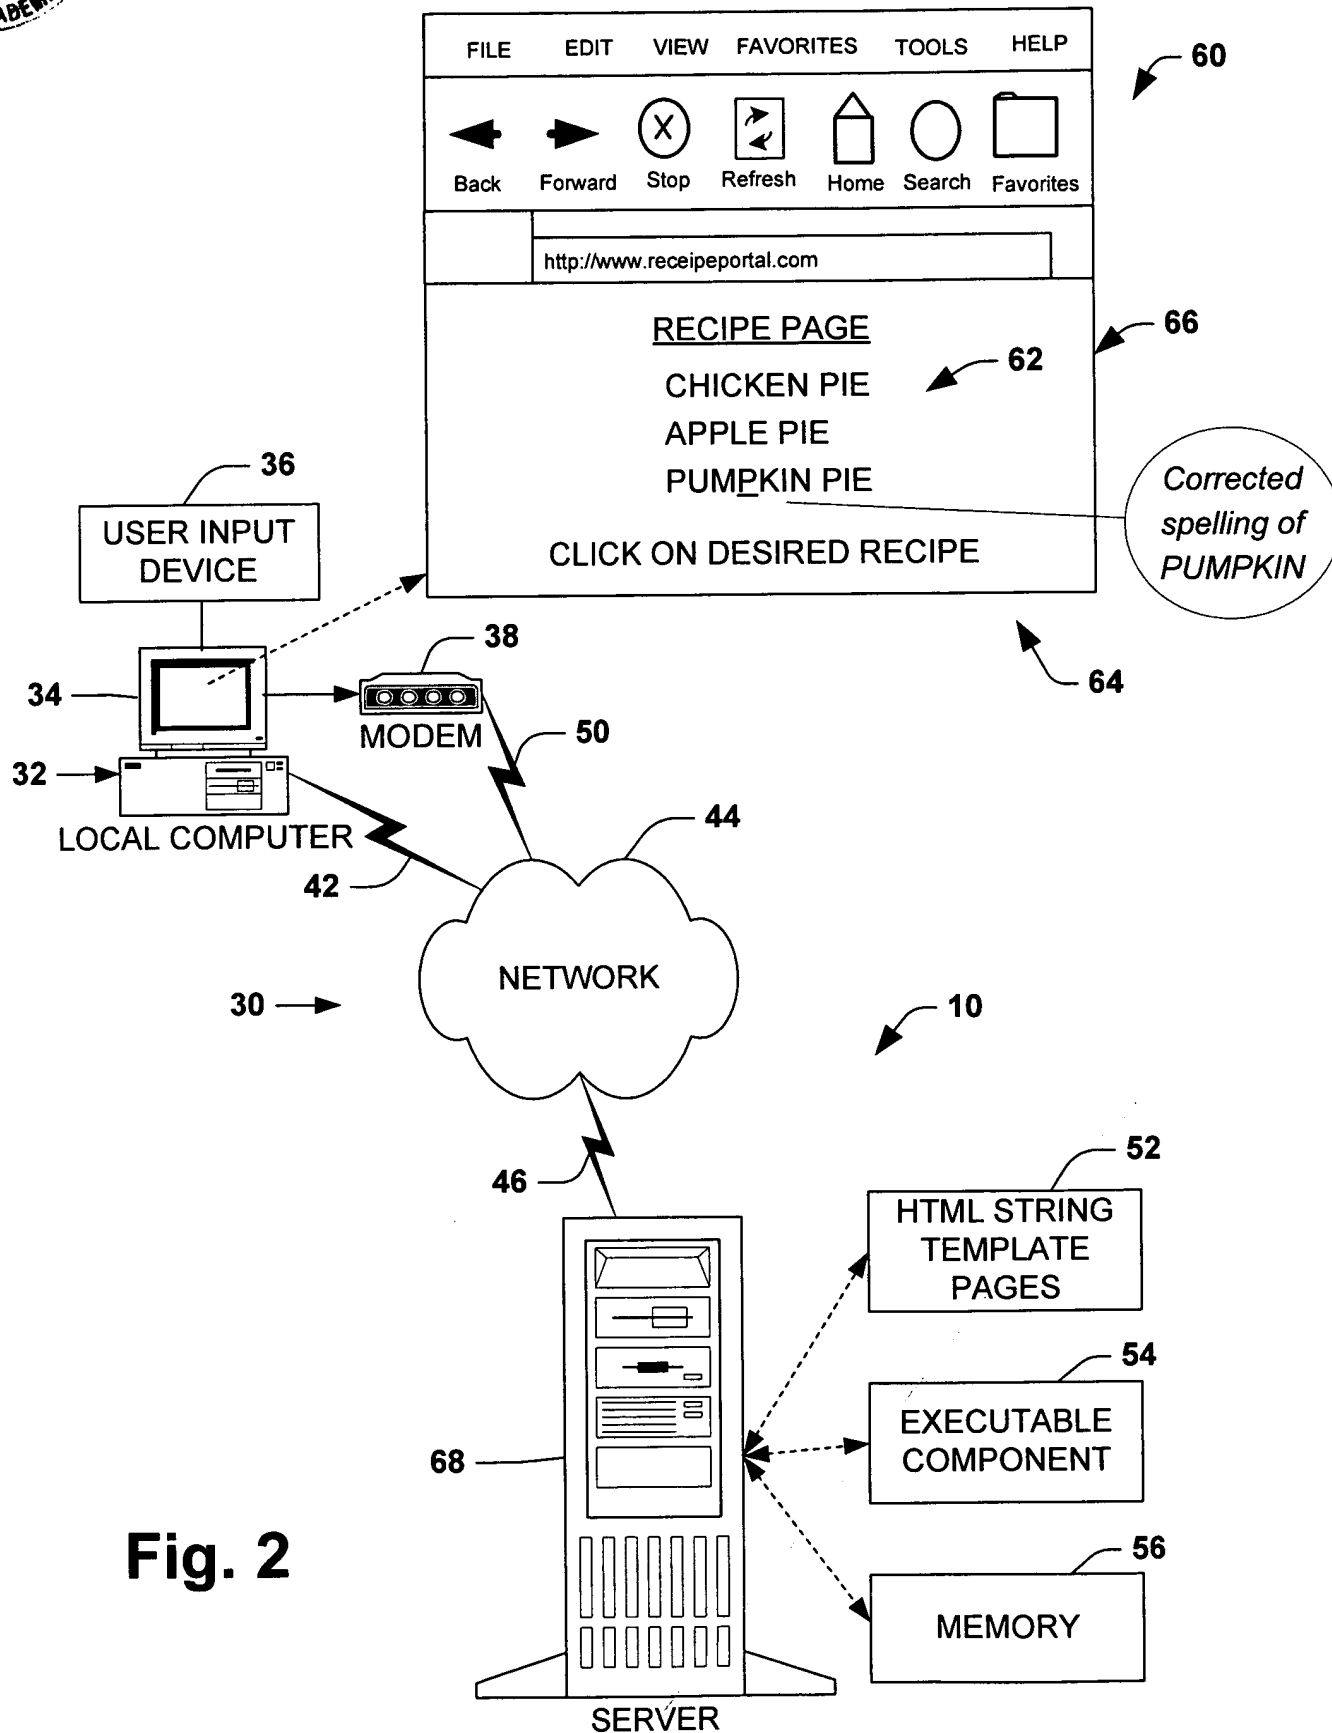 FILE EDIT VIEW FAVORITES TOOLS HELP
60
Back Forward Stop Refresh Home Search Favorites
X
http://www.receipeportal.com
RECIPE PAGE
66
62
CHICKEN PIE
APPLE PIE
PUMPKIN PIE
CLICK ON DESIRED RECIPE
Corrected
spelling of
PUMPKIN
64
36
USER INPUT
DEVICE
34
38
MODEM
50
32
LOCAL COMPUTER
42
44
NETWORK
30
10
46
52
HTML STRING
TEMPLATE
PAGES
54
EXECUTABLE
COMPONENT
68
56
MEMORY
SERVER
Fig. 2